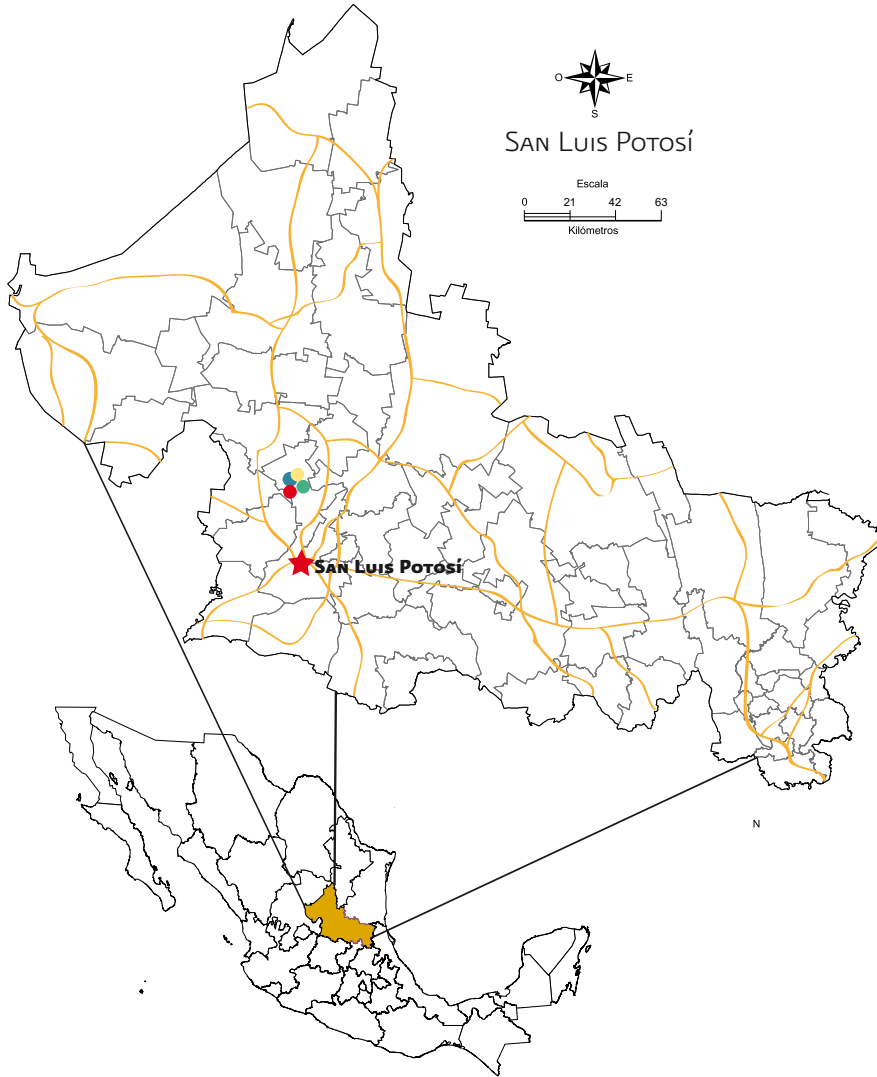 O E
S
San Luis Potosí
Escala
0 21 42 63
Kilómetros
San Luis Potosí
N